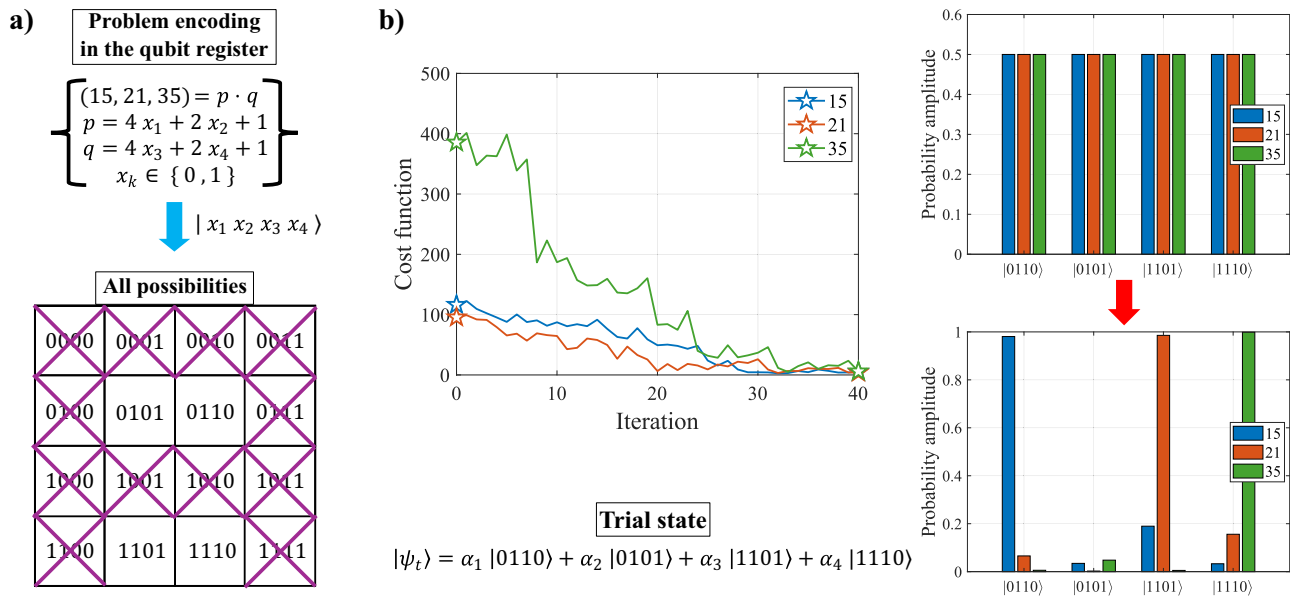 a)
Problem encoding
in the qubit register
(15, 21, 35) = p · q
p = 4 x₁ + 2 x₂ + 1
q = 4 x₃ + 2 x₄ + 1
xₖ ∈ { 0 , 1 }
| x₁ x₂ x₃ x₄ ⟩
All possibilities
0000 0001 0010 0011
0100 0101 0110 0111
1000 1001 1010 1011
1100 1101 1110 1111
b)
Cost function
500
400
300
200
100
0
0 10 20 30 40
Iteration
15
21
35
Trial state
|ψₜ⟩ = α₁ |0110⟩ + α₂ |0101⟩ + α₃ |1101⟩ + α₄ |1110⟩
Probability amplitude
0.6
0.5
0.4
0.3
0.2
0.1
0
|0110⟩ |0101⟩ |1101⟩ |1110⟩
15
21
35
Probability amplitude
1
0.8
0.6
0.4
0.2
0
|0110⟩ |0101⟩ |1101⟩ |1110⟩
15
21
35